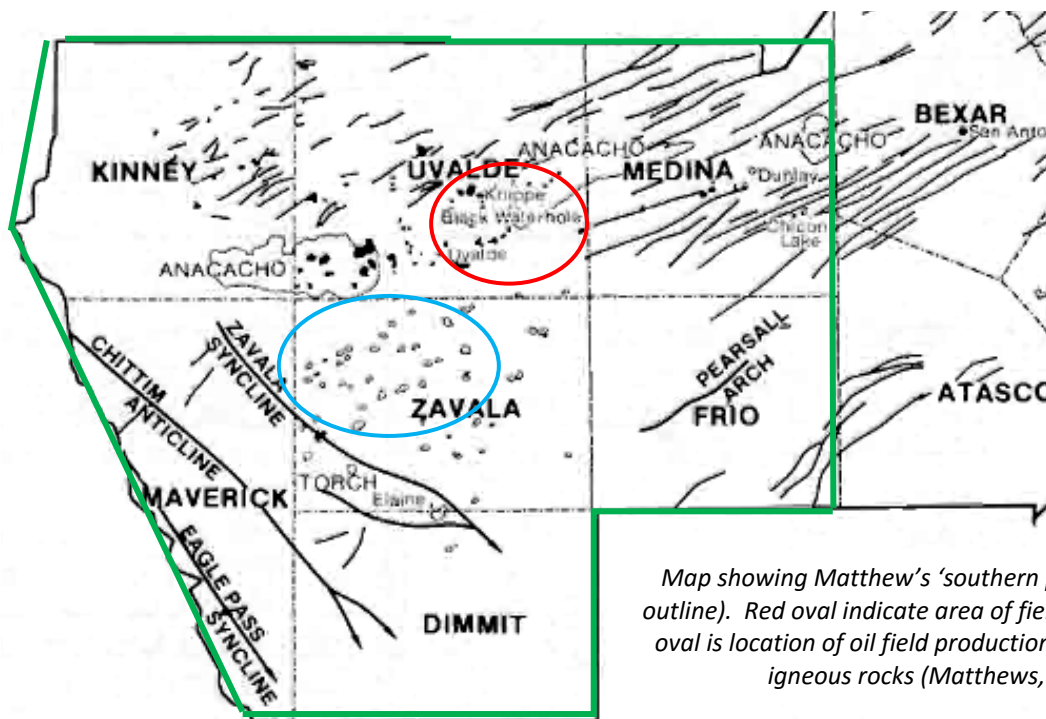 BEXAR
San Anto
ANACACHO
ANACACHO
KINNEY
UVALDE
MEDINA
Dunlay
Knippe
Black Waterhole
Chicon
Lake
Uvalde
ANACACHO
ZAVALA
SYNCLINE
CHITTIM
ANTICLINE
PEARSALL
ARCH
ZAVALA
FRIO
ATASCO
TORCH
Elaine
MAVERICK
EAGLE PASS
SYNCLINE
DIMMIT
Map showing Matthew’s ‘southern
outline). Red oval indicate area of fie
oval is location of oil field production
igneous rocks (Matthews,